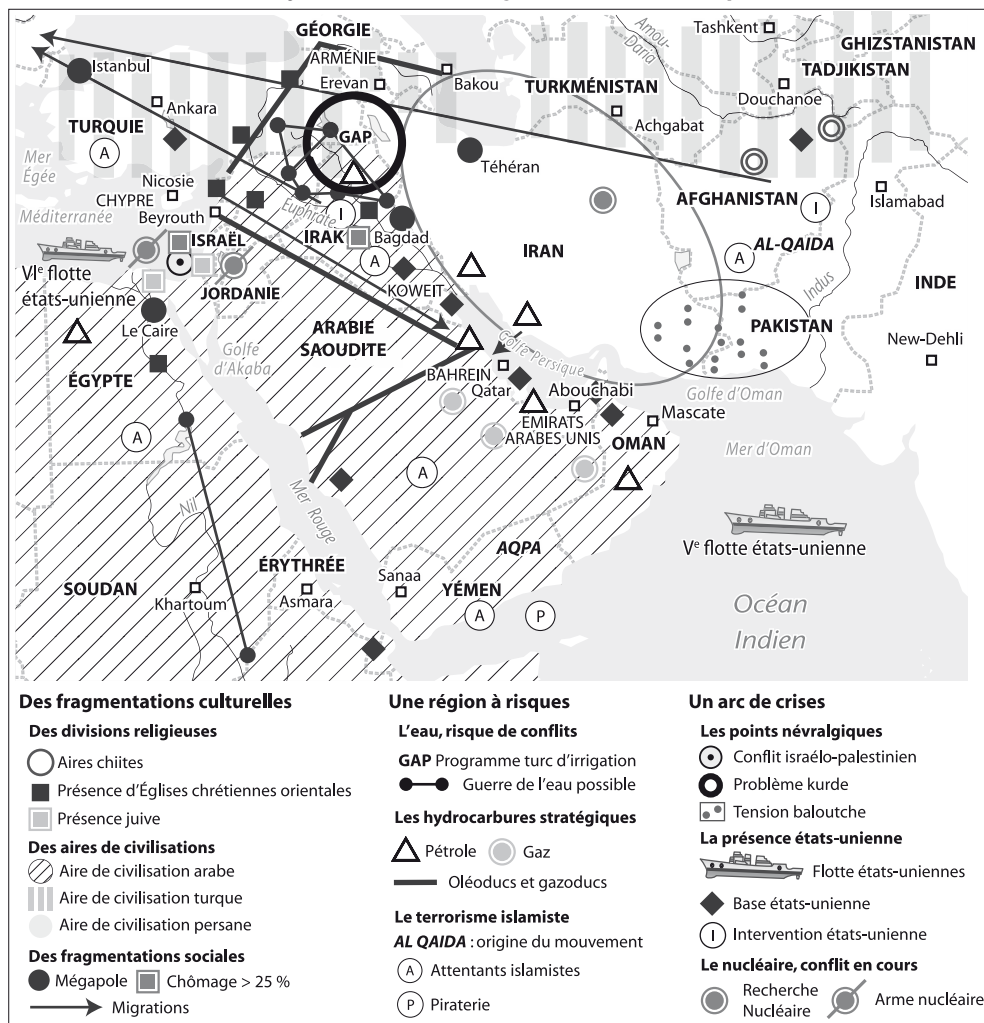 GÉORGIE
Tashkent
Amou-
Daria
GHIZSTANISTAN
TADJIKISTAN
ARMÉNIE
Erevan
Bakou
TURKMÉNISTAN
Douchanoe
Istanbul
Ankara
Achgabat
TURQUIE
A
GAP
Téhéran
Mer
Égée
Nicosie
CHYPRE
AFGHANISTAN
Islamabad
Méditerranée
Beyrouth
Euphrate
I
I
ISRAËL
IRAK
Bagdad
IRAN
AL-QAIDA
A
A
VIe flotte
états-unienne
JORDANIE
KOWEIT
Indus
INDE
Le Caire
ARABIE
SAOUDITE
PAKISTAN
Golfe
d'Akaba
Golfe Persique
New-Dehli
ÉGYPTE
BAHREIN
Qatar
Abouchabi
Golfe d'Oman
Mascate
EMIRATS
ARABES UNIS
A
OMAN
Mer d'Oman
A
Nil
Mer Rouge
Ve flotte états-unienne
AQPA
ÉRYTHRÉE
Sanaa
SOUDAN
YÉMEN
Khartoum
Asmara
A
P
Océan
Indien
Des fragmentations culturelles
Des divisions religieuses
Aires chiites
Présence d'Églises chrétiennes orientales
Présence juive
Des aires de civilisations
Aire de civilisation arabe
Aire de civilisation turque
Aire de civilisation persane
Des fragmentations sociales
Mégapole
Chômage > 25 %
Migrations
Une région à risques
L'eau, risque de conflits
GAP Programme turc d'irrigation
Guerre de l'eau possible
Les hydrocarbures stratégiques
Pétrole
Gaz
Oléoducs et gazoducs
Le terrorisme islamiste
AL QAIDA : origine du mouvement
A Attentants islamistes
P Piraterie
Un arc de crises
Les points névralgiques
Conflit israélo-palestinien
Problème kurde
Tension baloutche
La présence états-unienne
Flotte états-uniennes
Base états-unienne
I Intervention états-unienne
Le nucléaire, conflit en cours
Recherche
Nucléaire
Arme nucléaire